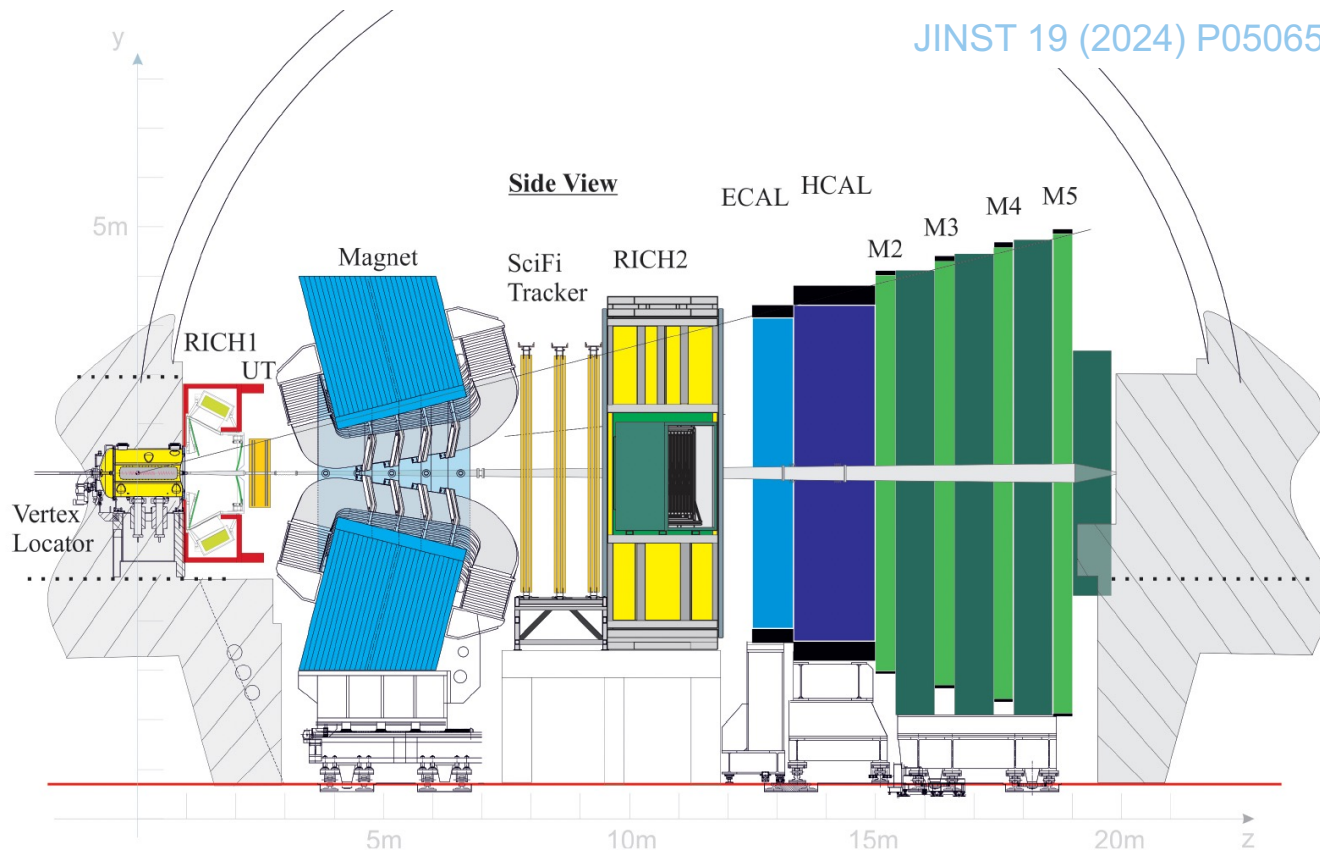 JINST 19 (2024) P05065
y
Side View
ECAL
HCAL
M2
M3
M4
M5
5m
Magnet
SciFi
Tracker
RICH2
RICH1
UT
Vertex
Locator
5m
10m
15m
20m
z